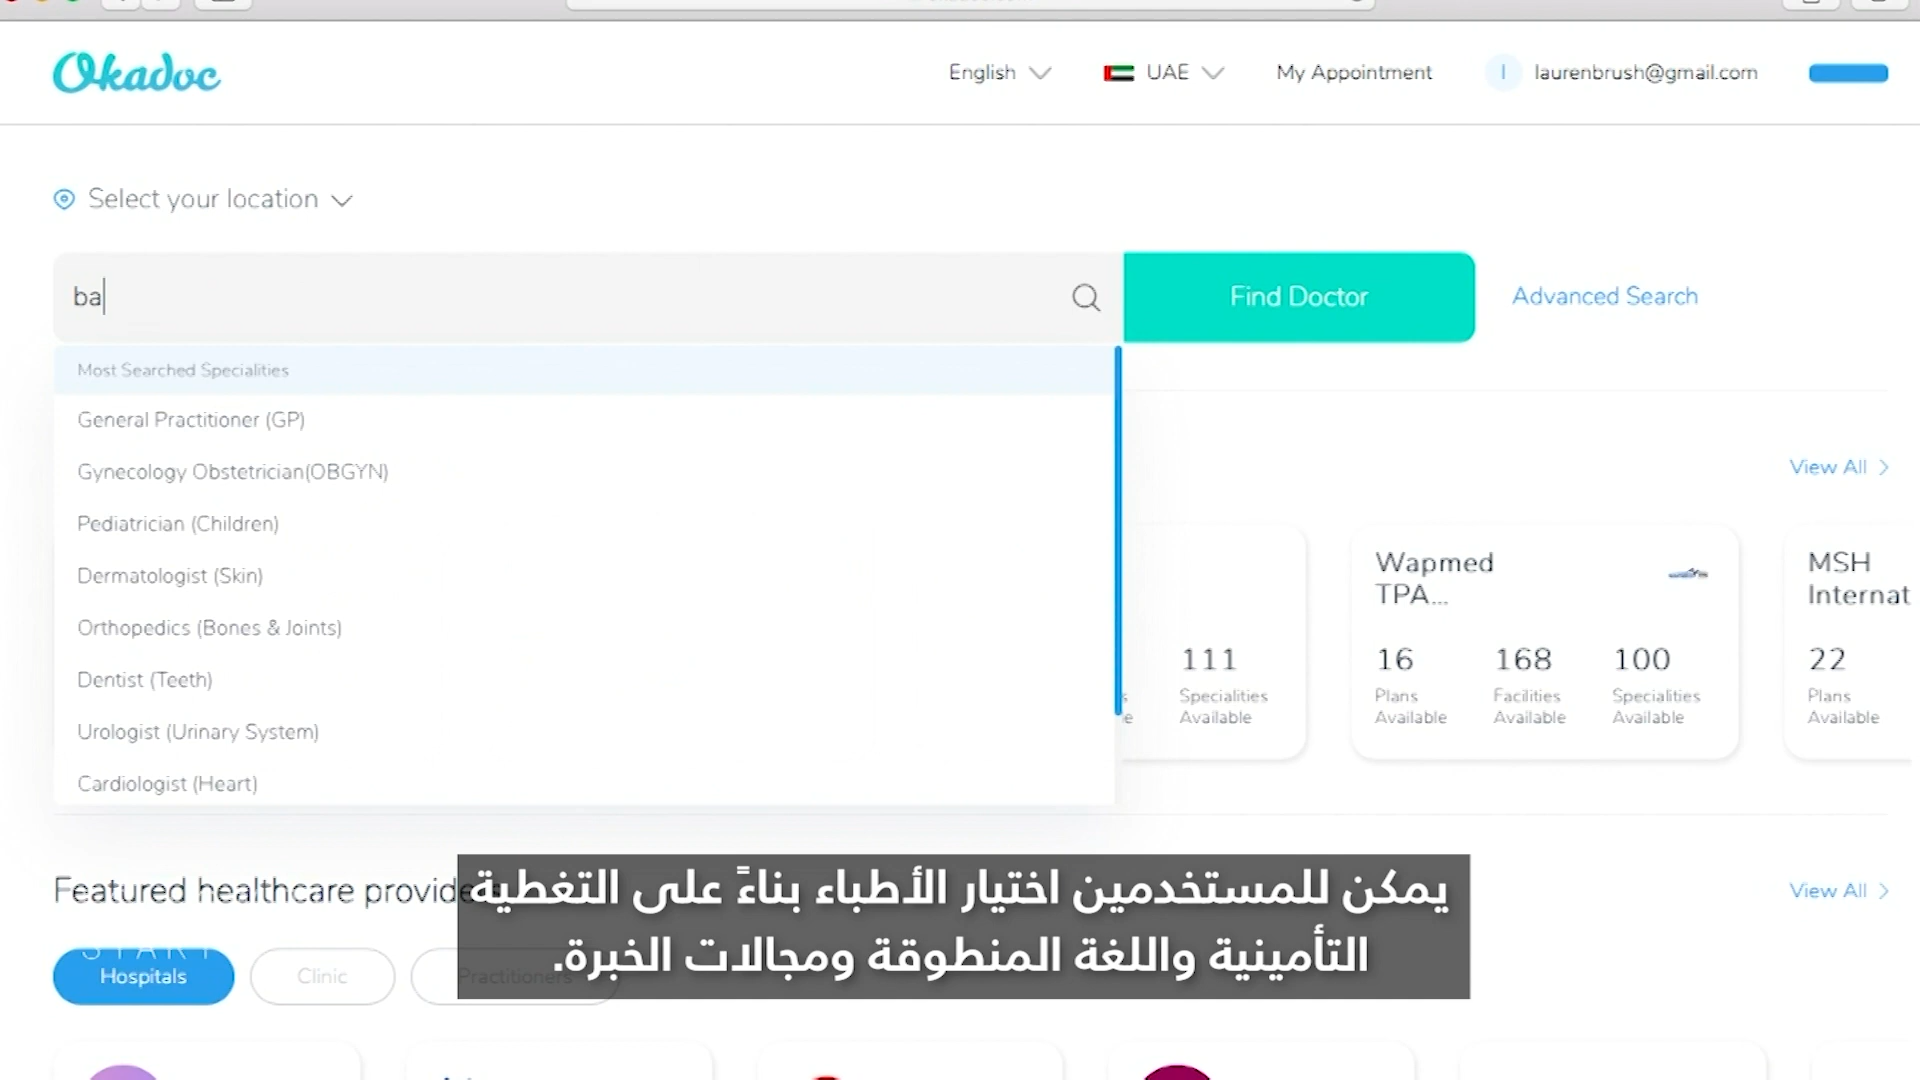 Okadoc
English
UAE
My Appointment
l
laurenbrush@gmail.com
Select your location
ba
Find Doctor
Advanced Search
Most Searched Specialities
General Practitioner (GP)
Gynecology Obstetrician(OBGYN)
Pediatrician (Children)
Dermatologist (Skin)
Orthopedics (Bones & Joints)
Dentist (Teeth)
Urologist (Urinary System)
Cardiologist (Heart)
View All
111
Specialities
Available
Wapmed
TPA...
16
Plans
Available
168
Facilities
Available
100
Specialities
Available
MSH
Internat
22
Plans
Available
Featured healthcare provide
View All
يمكن للمستخدمين اختيار الأطباء بناءً على التغطية
التأمينية واللغة المنطوقة ومجالات الخبرة.
START
Hospitals
Clinic
Practitioners